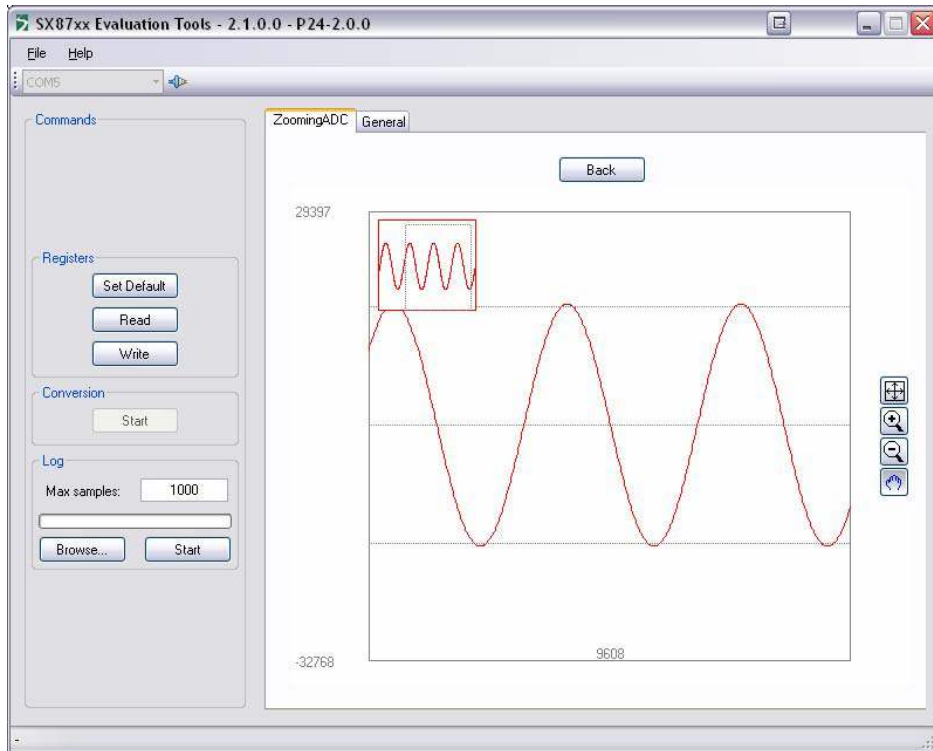 SX87xx Evaluation Tools - 2.1.0.0 - P24-2.0.0
File Help
COM5
Commands
Registers
Set Default
Read
Write
Conversion
Start
Log
Max samples: 1000
Browse... Start
ZoomingADC General
Back
29397
-32768
9608
-